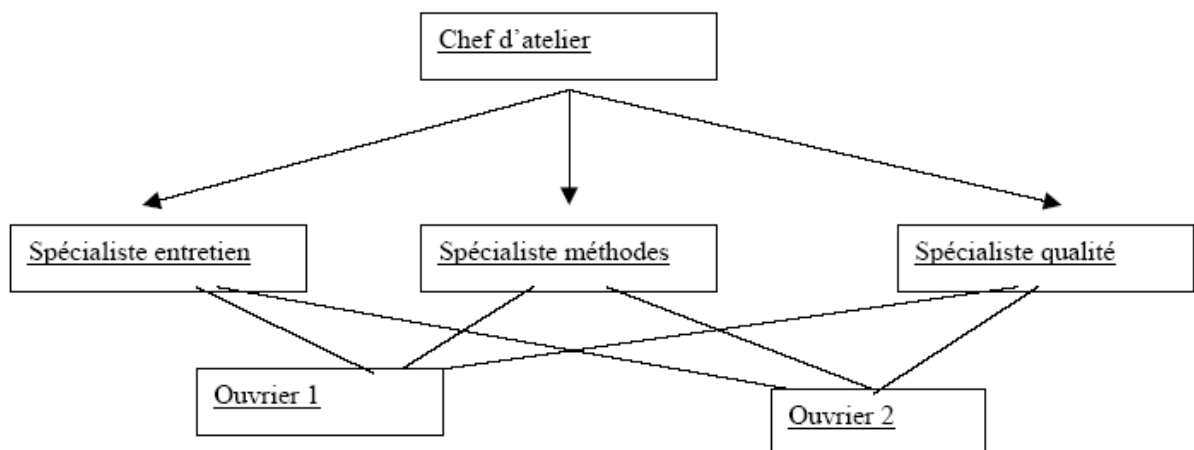 Chef d’atelier
Spécialiste entretien
Spécialiste méthodes
Spécialiste qualité
Ouvrier 1
Ouvrier 2